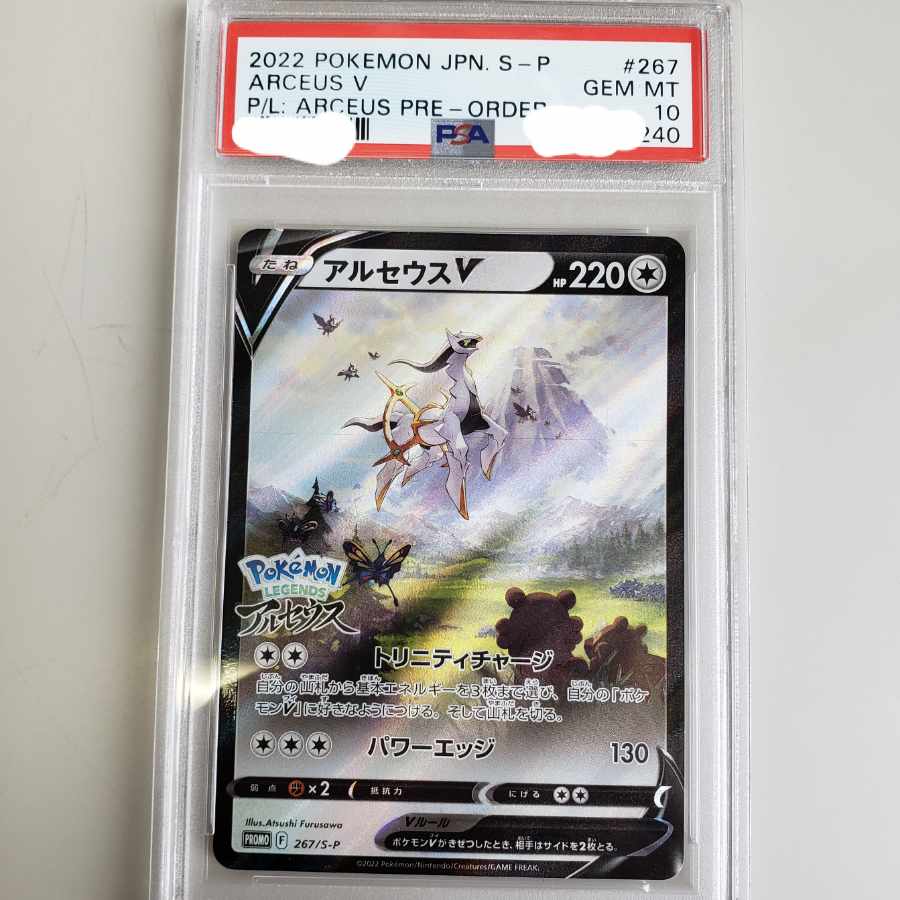 2022 POKEMON JPN. S-P #267
ARCEUS V GEM MT
P/L: ARCEUS PRE-ORDER 10
PSA 240
たね アルセウスV HP 220
POKéMON
LEGENDS
アルセウス
トリニティチャージ
自分の山札から基本エネルギーを3枚まで選び、自分の「ポケ
モンV」に好きなようにつける。そして山札を切る。
パワーエッジ 130
弱点 ×2 抵抗力 にげる
Illus.Atsushi Furusawa
Vルール
PROMO F 267/S-P
ポケモンVがきぜつしたとき、相手はサイドを2枚とる。
©2022 Pokémon/Nintendo/Creatures/GAME FREAK.